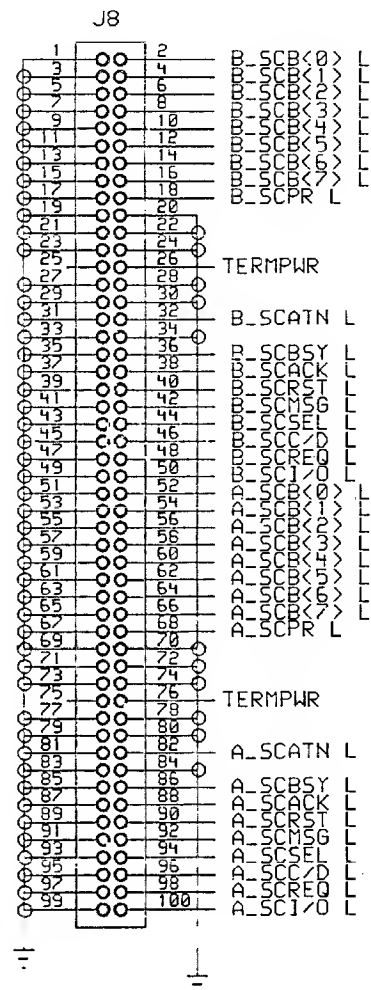 J8
1 2 B_SCB<0> L
3 4 B_SCB<1> L
5 6 B_SCB<2> L
7 8 B_SCB<3> L
9 10 B_SCB<4> L
11 12 B_SCB<5> L
13 14 B_SCB<6> L
15 16 B_SCB<7> L
17 18 B_SCPR L
19 20
21 22
23 24
25 26 TERMPWR
27 28
29 30
31 32 B_SCATN L
33 34
35 36 B_SCBSY L
37 38 B_SCACK L
39 40 B_SCRST L
41 42 B_SCMSG L
43 44 B_SCSEL L
45 46 B_SCC/D L
47 48 B_SCREQ L
49 50 B_SCI/O L
51 52 A_SCB<0> L
53 54 A_SCB<1> L
55 56 A_SCB<2> L
57 58 A_SCB<3> L
59 60 A_SCB<4> L
61 62 A_SCB<5> L
63 64 A_SCB<6> L
65 66 A_SCB<7> L
67 68 A_SCPR L
69 70
71 72
73 74
75 76 TERMPWR
77 78
79 80
81 82 A_SCATN L
83 84
85 86 A_SCBSY L
87 88 A_SCACK L
89 90 A_SCRST L
91 92 A_SCMSG L
93 94 A_SCSEL L
95 96 A_SCC/D L
97 98 A_SCREQ L
99 100 A_SCI/O L